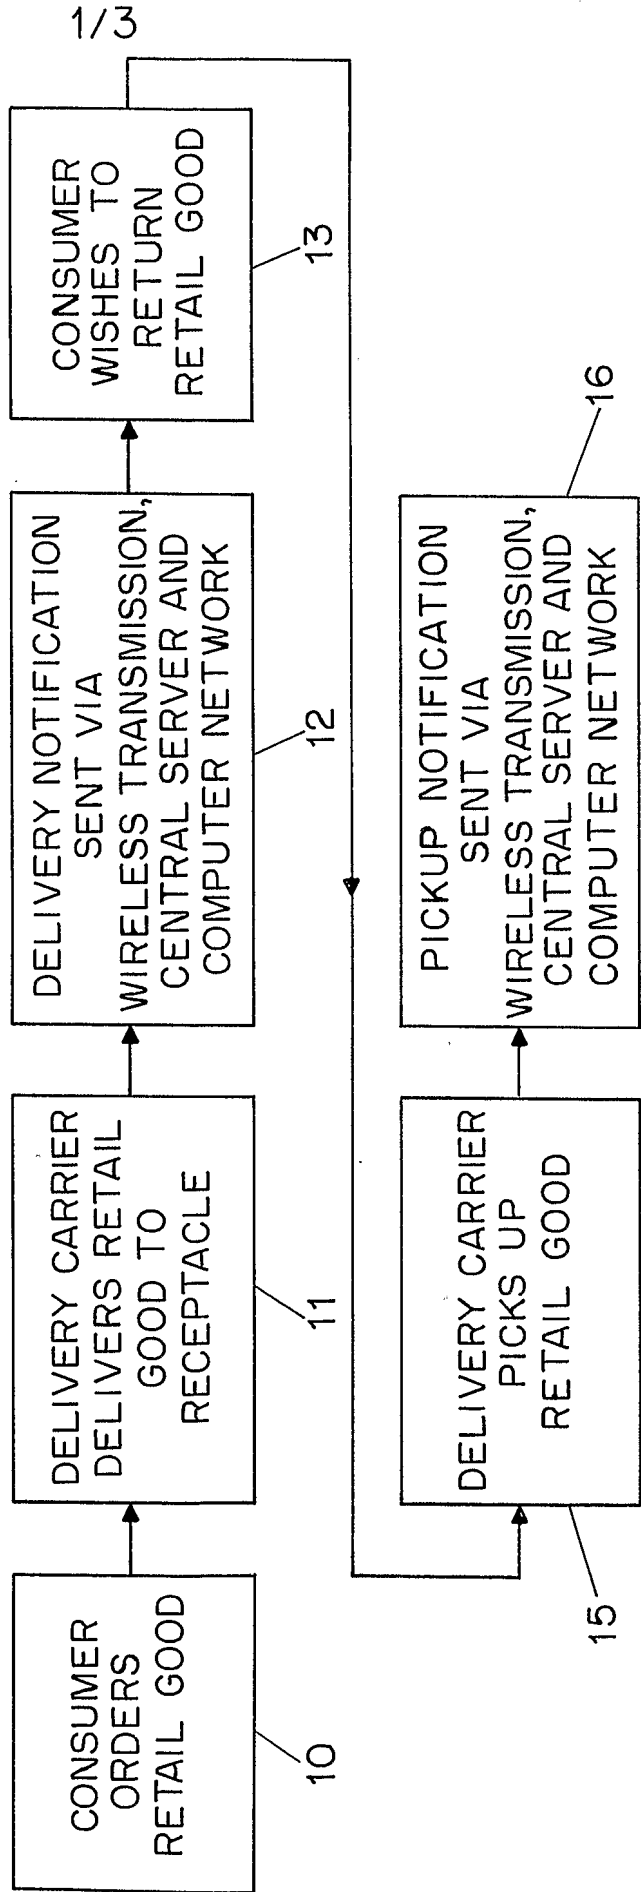 1/3
CONSUMER
ORDERS
RETAIL GOOD
10
DELIVERY CARRIER
DELIVERS RETAIL
GOOD TO
RECEPTACLE
11
DELIVERY NOTIFICATION
SENT VIA
WIRELESS TRANSMISSION,
CENTRAL SERVER AND
COMPUTER NETWORK
12
CONSUMER
WISHES TO
RETURN
RETAIL GOOD
13
DELIVERY CARRIER
PICKS UP
RETAIL GOOD
15
PICKUP NOTIFICATION
SENT VIA
WIRELESS TRANSMISSION,
CENTRAL SERVER AND
COMPUTER NETWORK
16